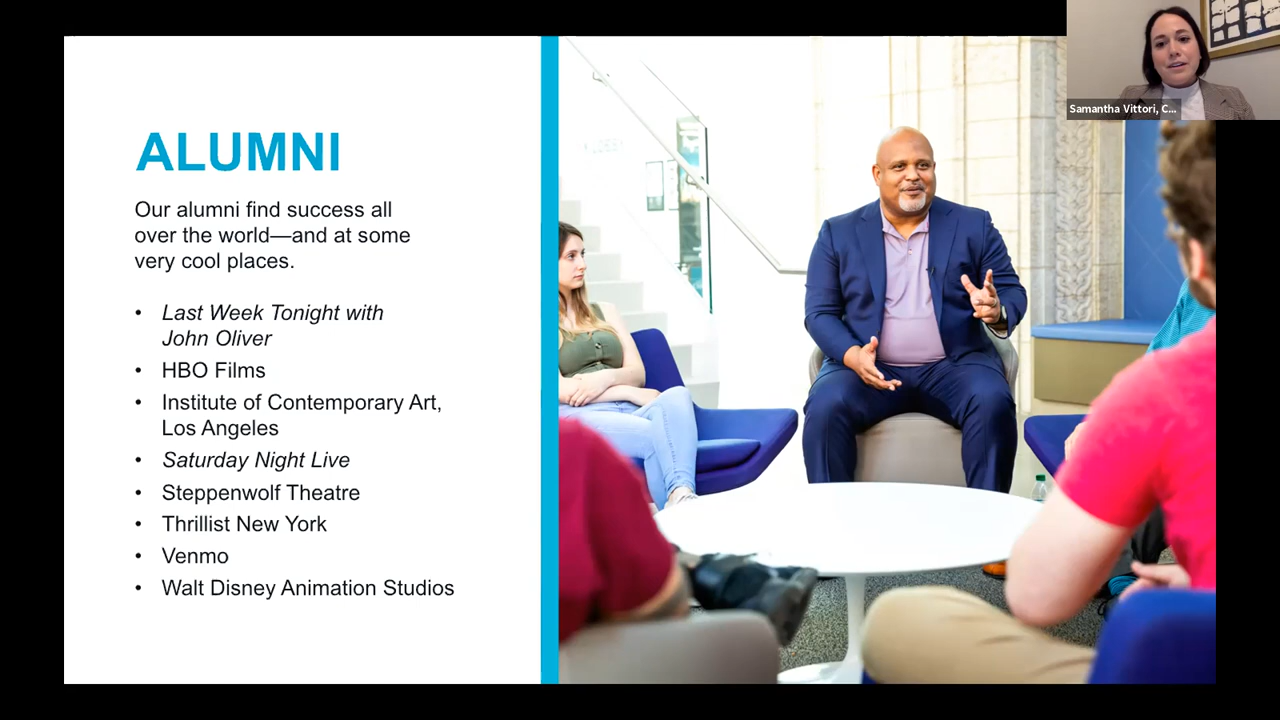 Samantha Vittori, C...
ALUMNI
Our alumni find success all
over the world—and at some
very cool places.
• Last Week Tonight with
John Oliver
• HBO Films
• Institute of Contemporary Art,
Los Angeles
• Saturday Night Live
• Steppenwolf Theatre
• Thrillist New York
• Venmo
• Walt Disney Animation Studios